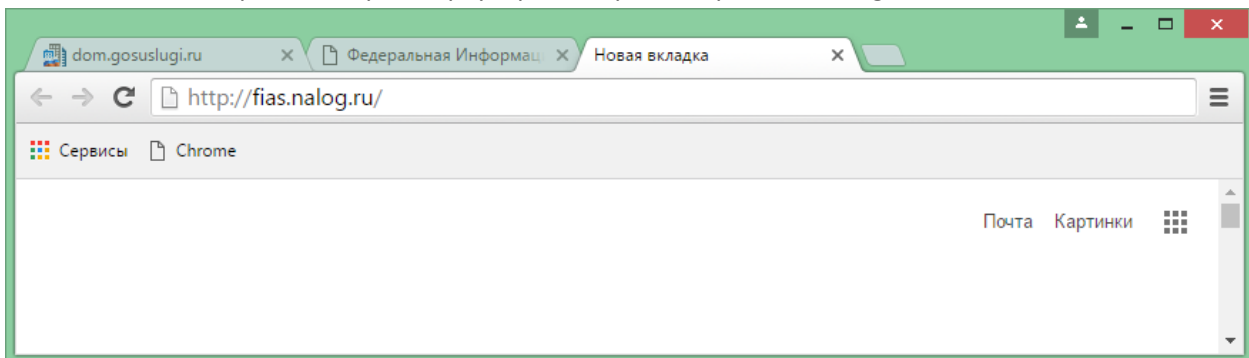 dom.gosuslugi.ru
Федеральная Информац
Новая вкладка
http://fias.nalog.ru/
Сервисы
Chrome
Почта
Картинки